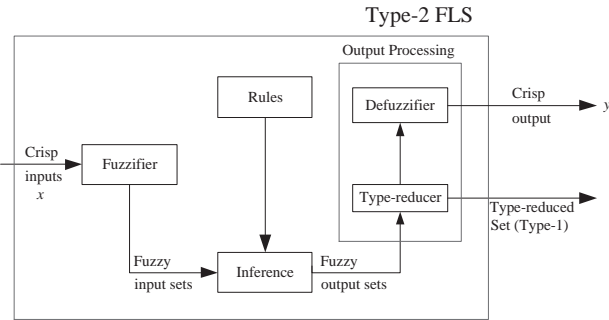 Type-2 FLS
Output Processing
Rules
Defuzzifier
Crisp
output
y
Crisp
inputs
x
Fuzzifier
Type-reducer
Type-reduced
Set (Type-1)
Fuzzy
input sets
Inference
Fuzzy
output sets